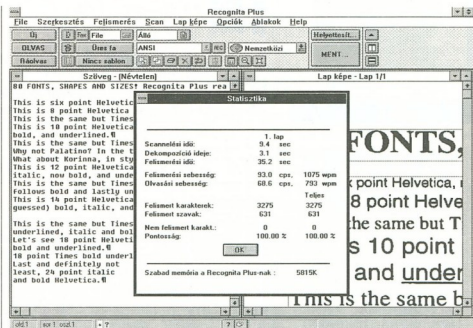 Recognita Plus
File Szerkesztés Felismerés Scan Lap képe Opciók Ablakok Help
Új File Álló Helyettesít...
OLVAS Üres fa ANSI REC Nemzetközi MENT...
Ráolvas Nincs sablon
Szöveg - (Névtelen)
80 FONTS, SHAPES AND SIZES! Recognita Plus rea
This is six point Helvetic
This is 8 point Helvetica
This is the same but Times
This is 10 point Helvetica
bold, and underlined.¶
This is the same but Times
Why not Palatino? In the t
What about Korinna, in sty
This is 12 point Helvetica
italic, now bold, and unde
This is the same but Times
Follows bold and lastly un
This is 14 point Helvetica
guessed) bold, italic, and
This is the same but Times
underlined, italic and bol
Let's see 18 point Helveti
bold and underlined.¶
18 point Times bold underl
Last and definitely not
least, 24 point italic
and bold Helvetica.¶
Statisztika
1. lap
Scannelési idő: 9.4 sec
Dekompozíció ideje: 3.1 sec
Felismerési idő: 35.2 sec
Felismerési sebesség: 93.0 cps, 1075 wpm
Olvasási sebesség: 68.6 cps, 793 wpm
Teljes
Felismert karakterek: 3275 3275
Felismert szavak: 631 631
Nem felismert karakt.: 0 0
Pontosság: 100.00 % 100.00 %
OK
Szabad memória a Recognita Plus-nak : 5815K
Lap képe - Lap 1/1
FONTS,
point Helvetica,
8 point Helve
the same but T
s 10 point
and under
This is the same b
old:1 sor:1 oszl:1 ? ?